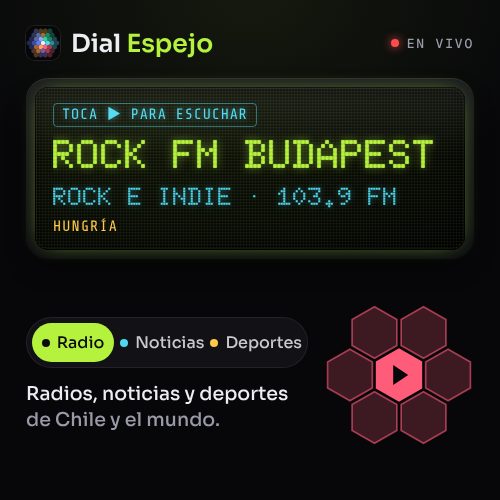 Dial Espejo
EN VIVO
TOCA ▶ PARA ESCUCHAR
ROCK FM BUDAPEST
ROCK E INDIE · 103.9 FM
HUNGRÍA
Radio Noticias Deportes
Radios, noticias y deportes
de Chile y el mundo.